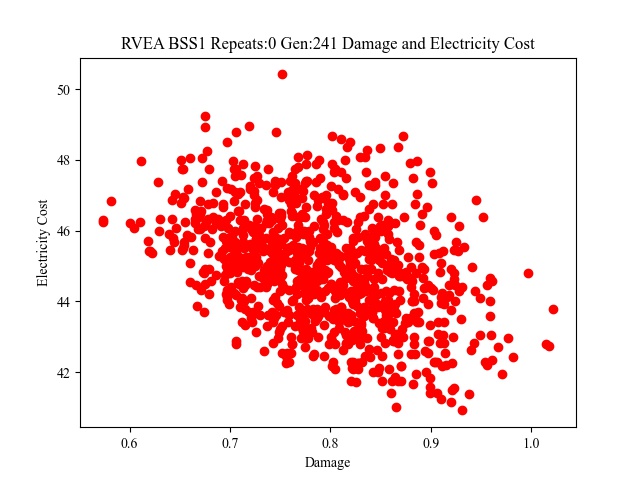 RVEA BSS1 Repeats:0 Gen:241 Damage and Electricity Cost
50
48
46
44
42
Electricity Cost
0.6 0.7 0.8 0.9 1.0
Damage